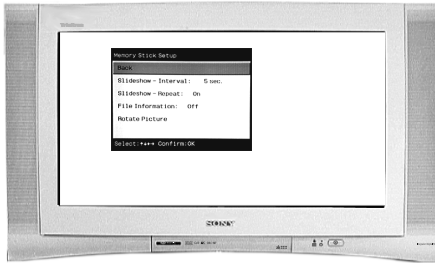 Memory Stick Setup
Back
Slideshow - Interval: 5 sec.
Slideshow - Repeat: On
File Information: Off
Rotate Picture
Select: Confirm:OK
SONY